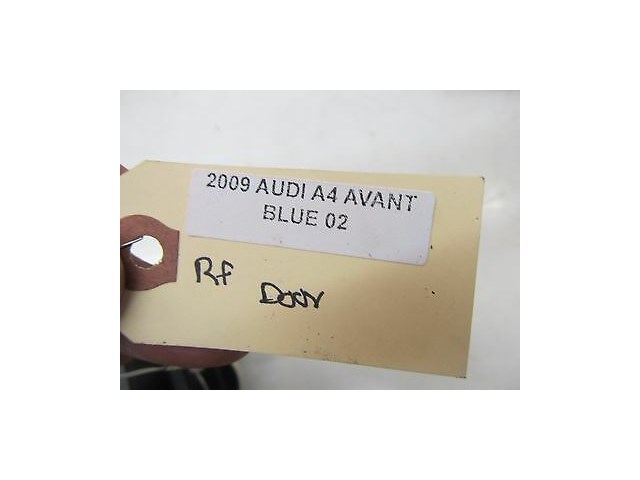 2009 AUDI A4 AVANT
BLUE 02
RF
Door